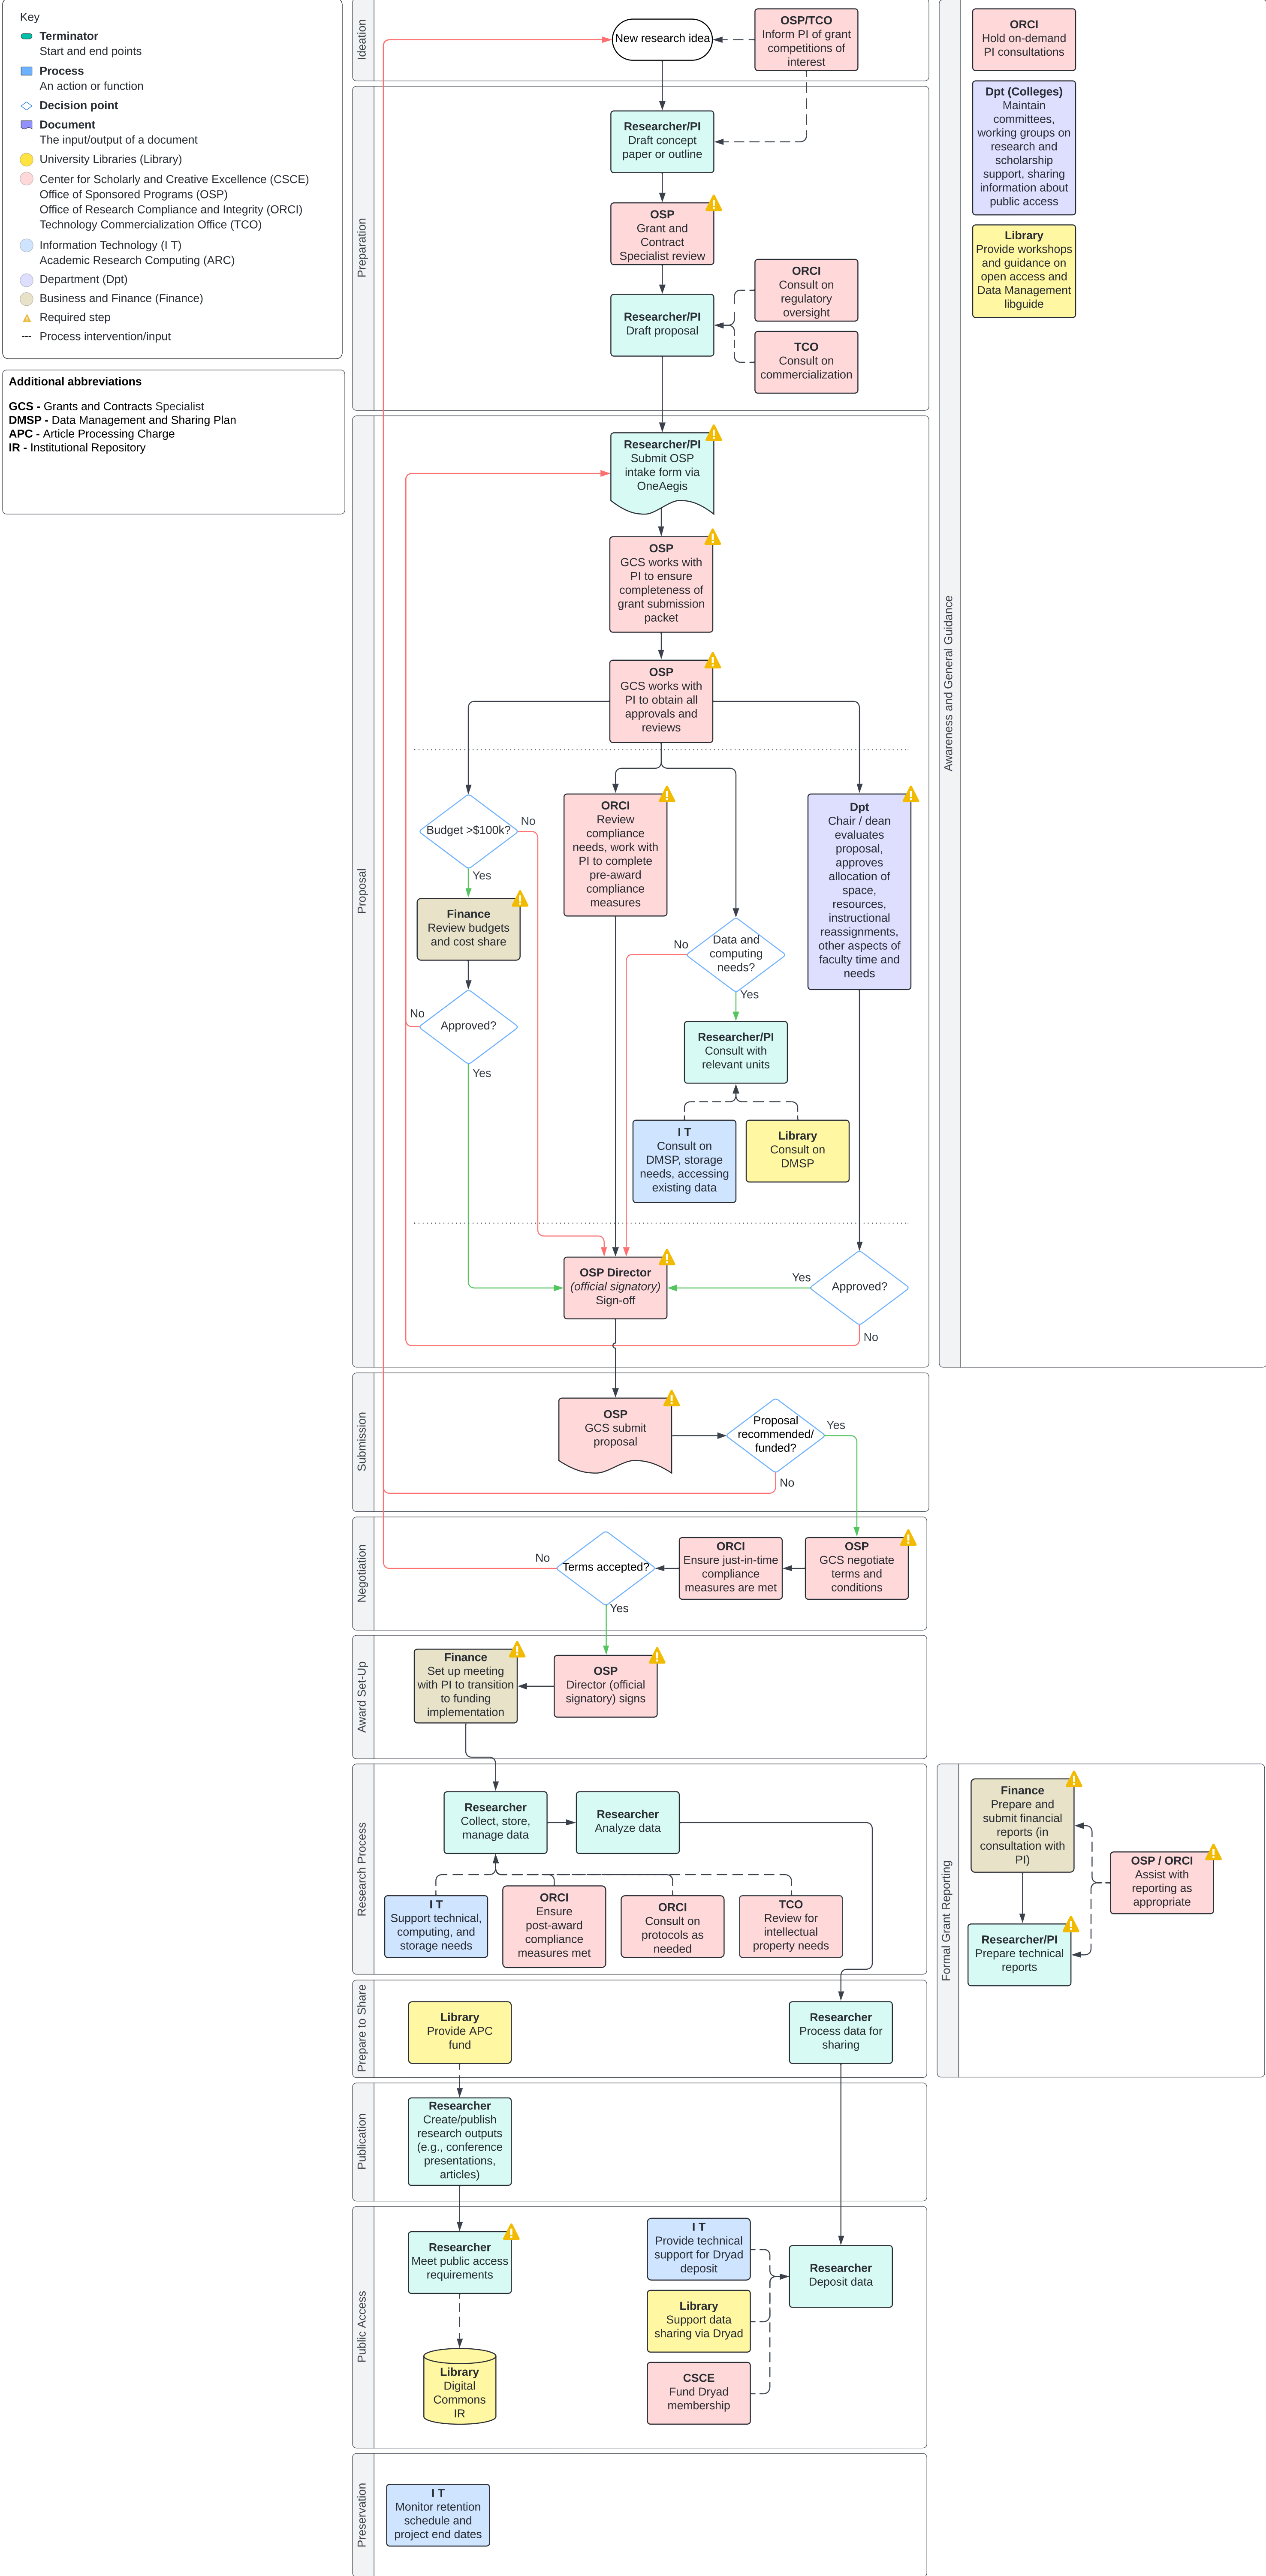 Key
Terminator
Start and end points
Process
An action or function
Decision point
Document
The input/output of a document
University Libraries (Library)
Center for Scholarly and Creative Excellence (CSCE)
Office of Sponsored Programs (OSP)
Office of Research Compliance and Integrity (ORCI)
Technology Commercialization Office (TCO)
Information Technology (I T)
Academic Research Computing (ARC)
Department (Dpt)
Business and Finance (Finance)
Required step
Process intervention/input
Additional abbreviations
GCS - Grants and Contracts Specialist
DMSP - Data Management and Sharing Plan
APC - Article Processing Charge
IR - Institutional Repository
Ideation
New research idea
OSP/TCO
Inform PI of grant
competitions of
interest
Preparation
Researcher/PI
Draft concept
paper or outline
OSP
Grant and
Contract
Specialist review
Researcher/PI
Draft proposal
ORCI
Consult on
regulatory
oversight
TCO
Consult on
commercialization
Proposal
Researcher/PI
Submit OSP
intake form via
OneAegis
OSP
GCS works with
PI to ensure
completeness of
grant submission
packet
OSP
GCS works with
PI to obtain all
approvals and
reviews
Budget >$100k?
No
Yes
Finance
Review budgets
and cost share
Approved?
No
Yes
ORCI
Review
compliance
needs, work with
PI to complete
pre-award
compliance
measures
Data and
computing
needs?
No
Yes
Researcher/PI
Consult with
relevant units
I T
Consult on
DMSP, storage
needs, accessing
existing data
Library
Consult on
DMSP
Dpt
Chair / dean
evaluates
proposal,
approves
allocation of
space,
resources,
instructional
reassignments,
other aspects of
faculty time and
needs
OSP Director
(official signatory)
Sign-off
Yes
Approved?
No
Submission
OSP
GCS submit
proposal
Proposal
recommended/
funded?
Yes
No
Negotiation
No
Terms accepted?
Yes
ORCI
Ensure just-in-time
compliance
measures are met
OSP
GCS negotiate
terms and
conditions
Award Set-Up
Finance
Set up meeting
with PI to transition
to funding
implementation
OSP
Director (official
signatory) signs
Research Process
Researcher
Collect, store,
manage data
Researcher
Analyze data
I T
Support technical,
computing, and
storage needs
ORCI
Ensure
post-award
compliance
measures met
ORCI
Consult on
protocols as
needed
TCO
Review for
intellectual
property needs
Prepare to Share
Library
Provide APC
fund
Researcher
Process data for
sharing
Publication
Researcher
Create/publish
research outputs
(e.g., conference
presentations,
articles)
Public Access
Researcher
Meet public access
requirements
Library
Digital
Commons
IR
I T
Provide technical
support for Dryad
deposit
Library
Support data
sharing via Dryad
CSCE
Fund Dryad
membership
Researcher
Deposit data
Preservation
I T
Monitor retention
schedule and
project end dates
Awareness and General Guidance
ORCI
Hold on-demand
PI consultations
Dpt (Colleges)
Maintain
committees,
working groups on
research and
scholarship
support, sharing
information about
public access
Library
Provide workshops
and guidance on
open access and
Data Management
libguide
Formal Grant Reporting
Finance
Prepare and
submit financial
reports (in
consultation with
PI)
OSP / ORCI
Assist with
reporting as
appropriate
Researcher/PI
Prepare technical
reports